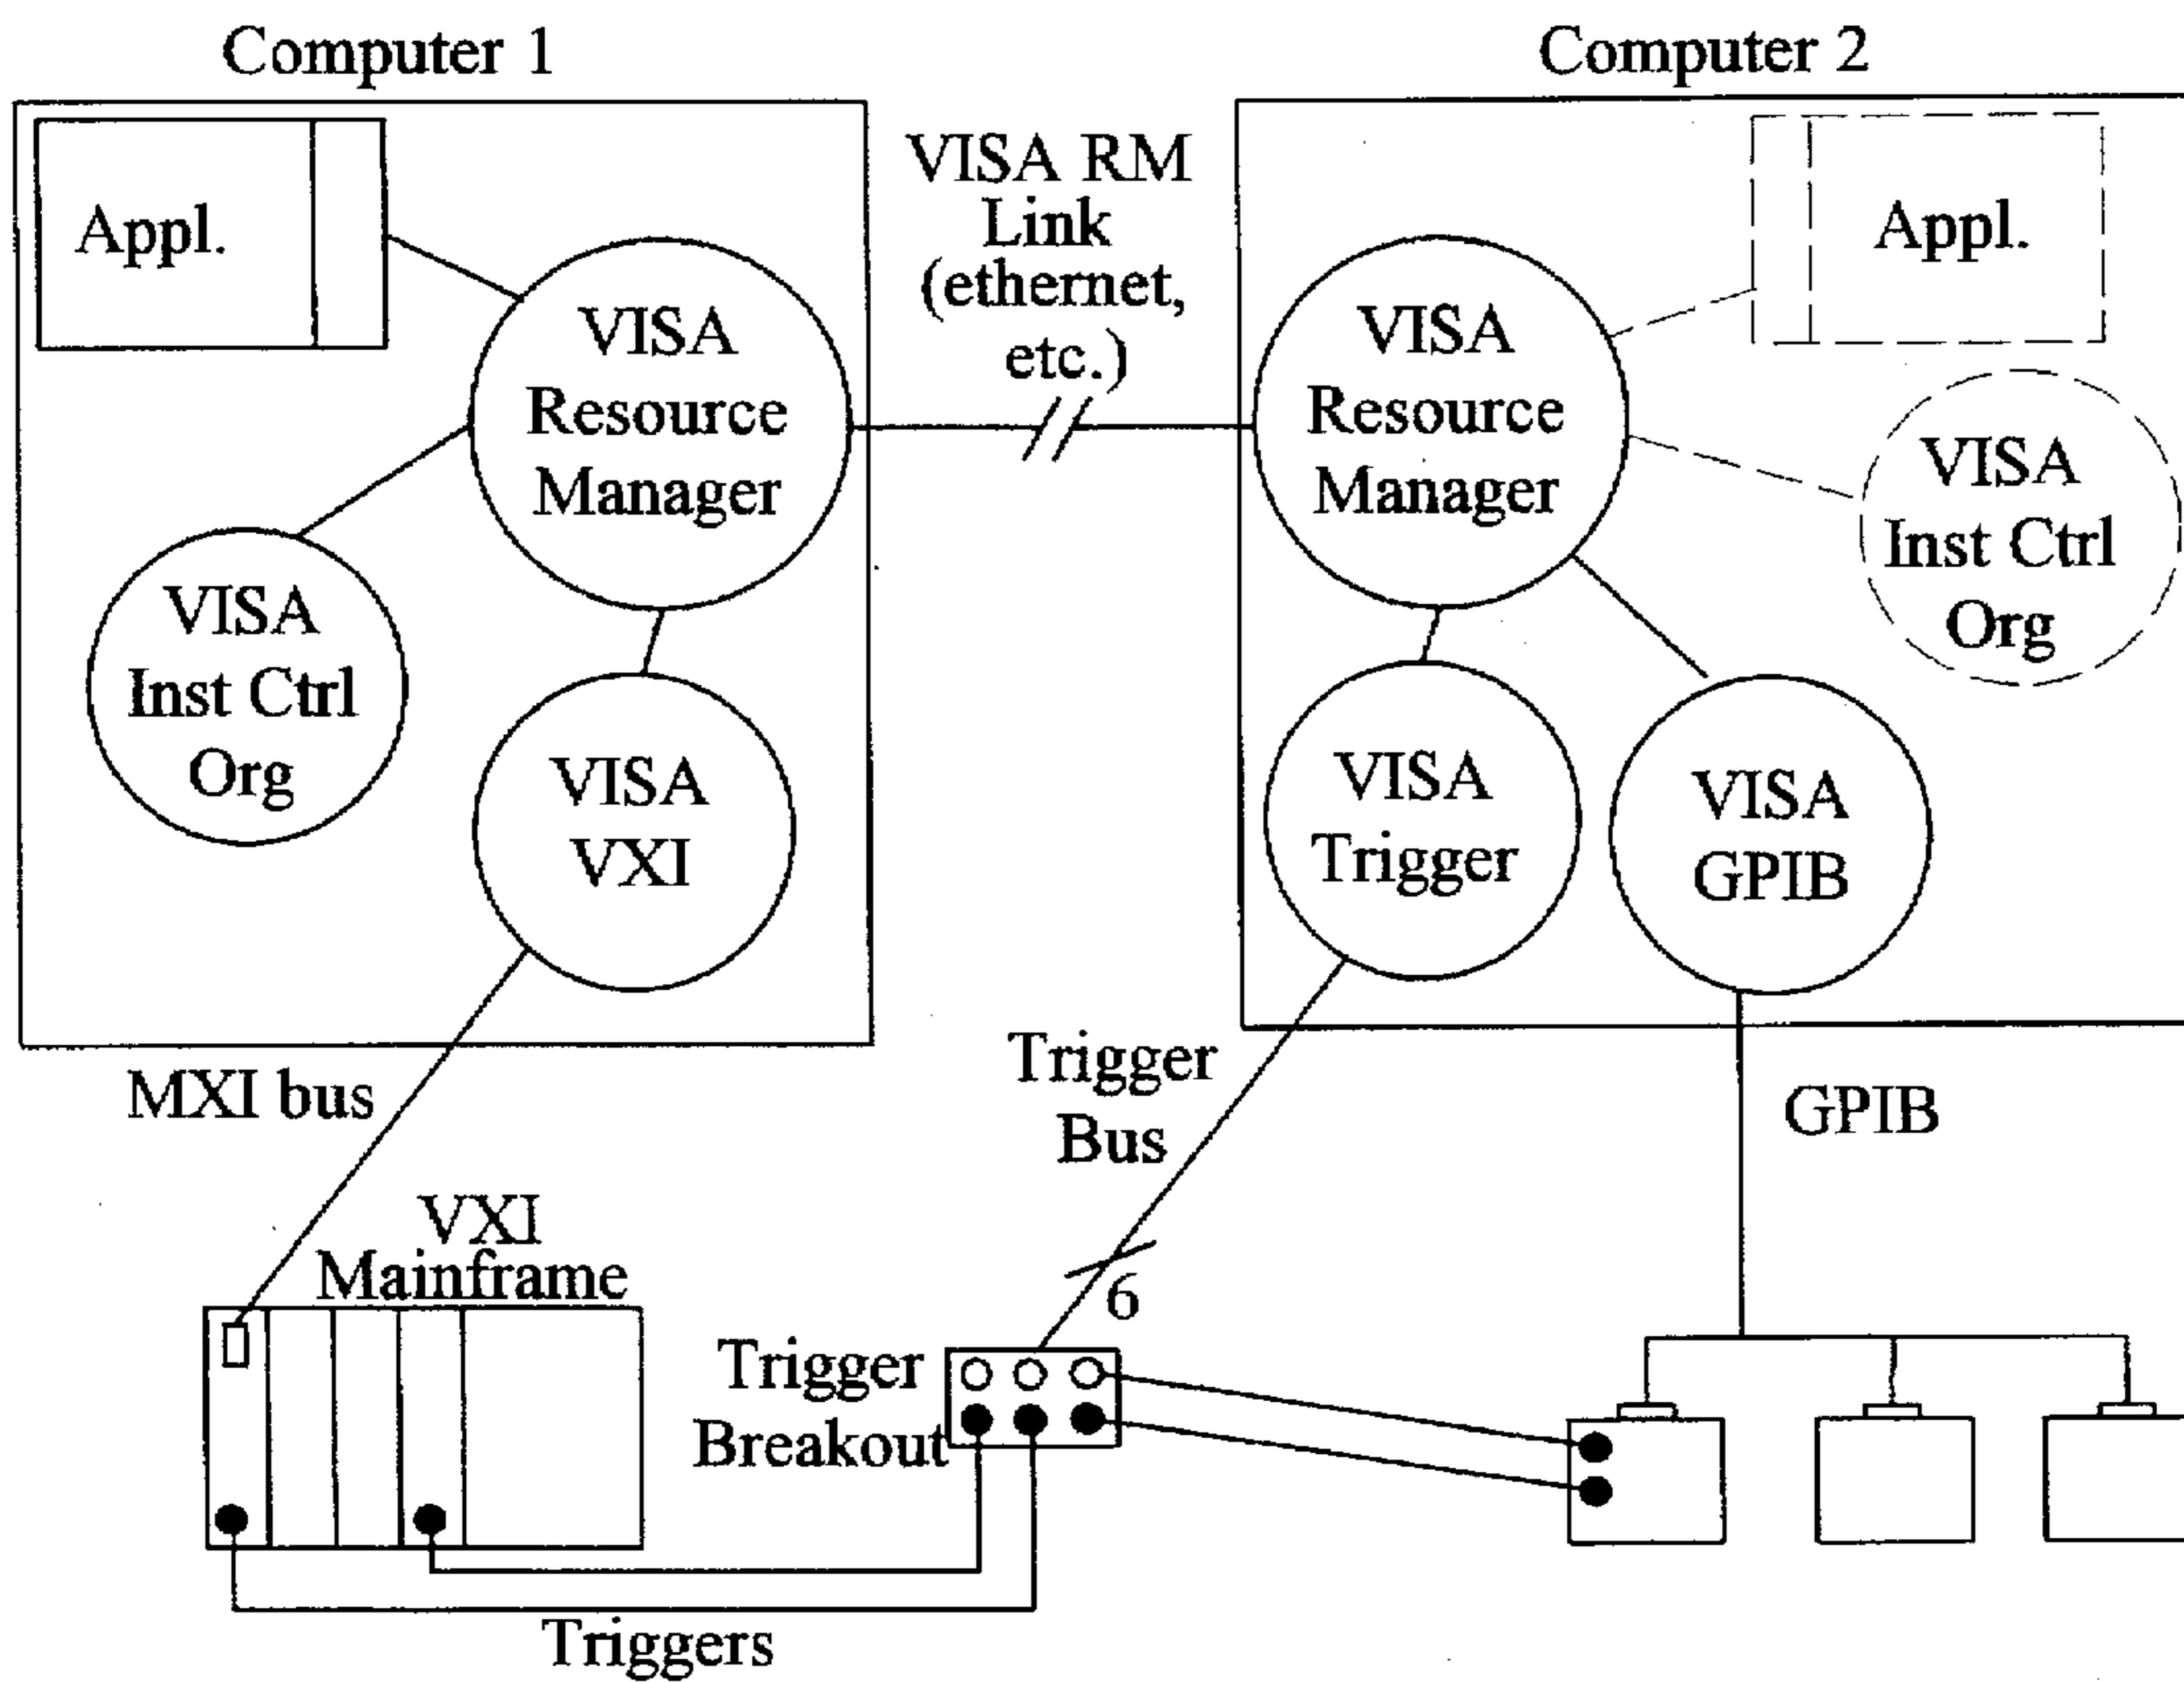 Computer 1
Appl.
VISA
Resource
Manager
VISA
Inst Ctrl
Org
VISA
VXI
VISA RM
Link
(ethernet,
etc.)
Computer 2
Appl.
VISA
Resource
Manager
VISA
Inst Ctrl
Org
VISA
Trigger
VISA
GPIB
MXI bus
Trigger
Bus
GPIB
VXI
Mainframe
6
Trigger
Breakout
Triggers